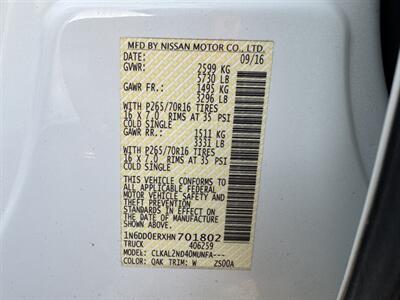 MFD BY NISSAN MOTOR CO., LTD.
DATE: 09/16
GVWR: 2599 KG
5730 LB
GAWR FR.: 1495 KG
3296 LB
WITH P265/70R16 TIRES
16 X 7.0 RIMS AT 35 PSI
COLD SINGLE
GAWR RR.: 1511 KG
3331 LB
WITH P265/70R16 TIRES
16 X 7.0 RIMS AT 35 PSI
COLD SINGLE
THIS VEHICLE CONFORMS TO
ALL APPLICABLE FEDERAL
MOTOR VEHICLE SAFETY
AND THEFT PREVENTION
STANDARDS IN EFFECT
ON THE DATE OF
MANUFACTURE SHOWN ABOVE.
1N6DD0ERXHN701802
TRUCK 406259
MODEL: CLKAL2ND40MUNFA---
COLOR: QAK TRIM: W ZS00A